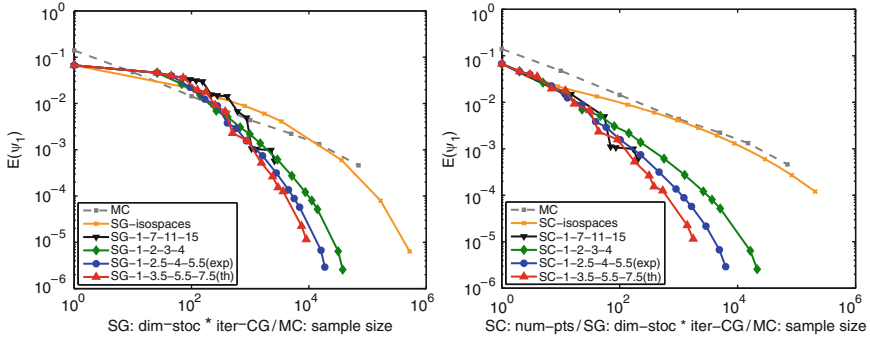 10^0
10^-1
10^-2
10^-3
10^-4
10^-5
10^-6
E(ψ1)
MC
SG-isospaces
SG-1-7-11-15
SG-1-2-3-4
SG-1-2.5-4-5.5(exp)
SG-1-3.5-5.5-7.5(th)
10^0 10^2 10^4 10^6
SG: dim-stoc * iter-CG/MC: sample size
10^0
10^-1
10^-2
10^-3
10^-4
10^-5
10^-6
E(ψ1)
MC
SC-isospaces
SC-1-7-11-15
SC-1-2-3-4
SC-1-2.5-4-5.5(exp)
SC-1-3.5-5.5-7.5(th)
10^0 10^2 10^4 10^6
SC: num-pts/SG: dim-stoc * iter-CG/MC: sample size